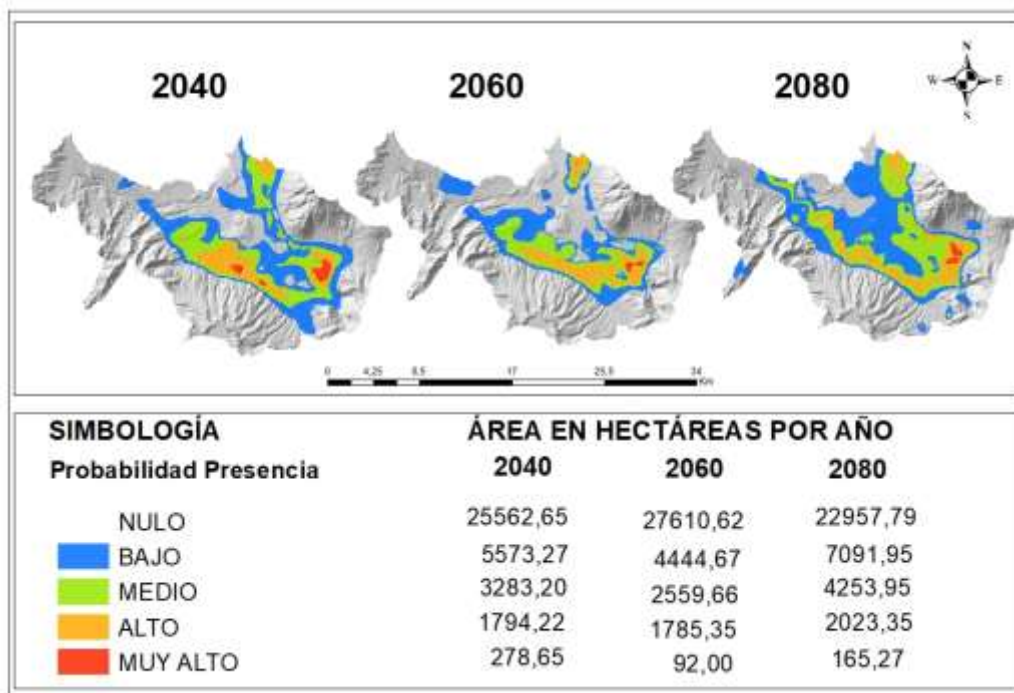 2040 2060 2080
N
W E
S
0 4,25 8,5 17 25,5 34
Km
SIMBOLOGÍA ÁREA EN HECTÁREAS POR AÑO
Probabilidad Presencia 2040 2060 2080
NULO 25562,65 27610,62 22957,79
BAJO 5573,27 4444,67 7091,95
MEDIO 3283,20 2559,66 4253,95
ALTO 1794,22 1785,35 2023,35
MUY ALTO 278,65 92,00 165,27